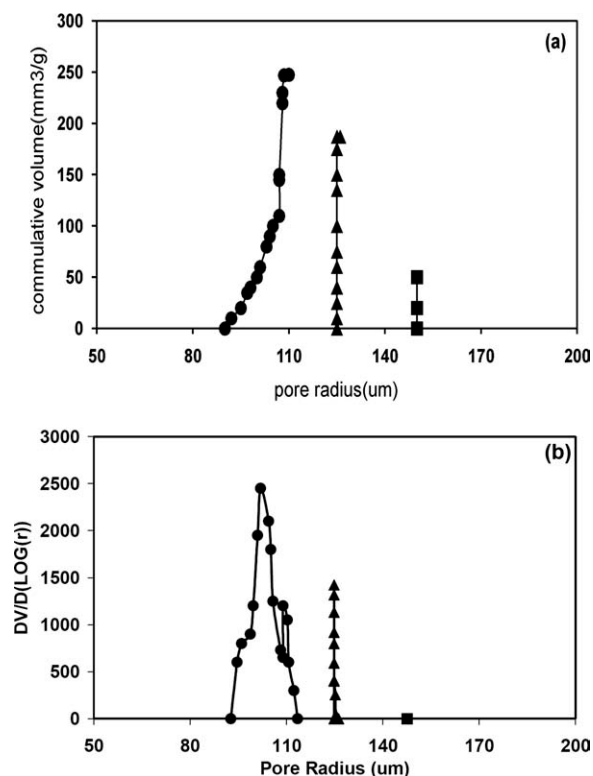 (a)
commulative volume(mm3/g)
300
250
200
150
100
50
0
50 80 110 140 170 200
pore radius(um)
(b)
DV/D(LOG(r))
3000
2500
2000
1500
1000
500
0
50 80 110 140 170 200
Pore Radius (um)